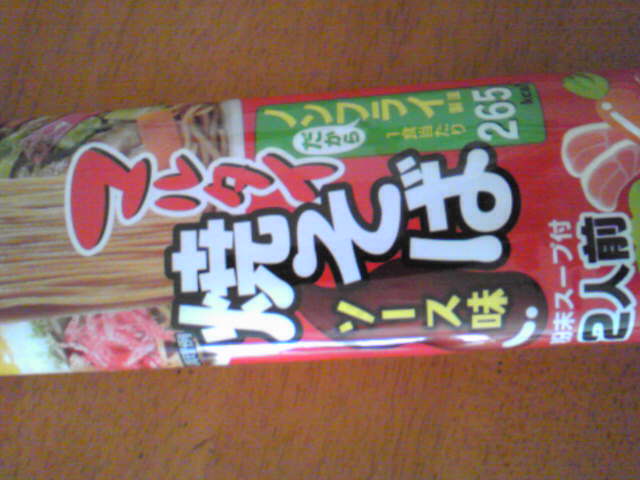 ノンフライ麺
だから
1食当たり
265
kcal
マルタイ
焼そば
ソース味
粉末スープ付
2人前